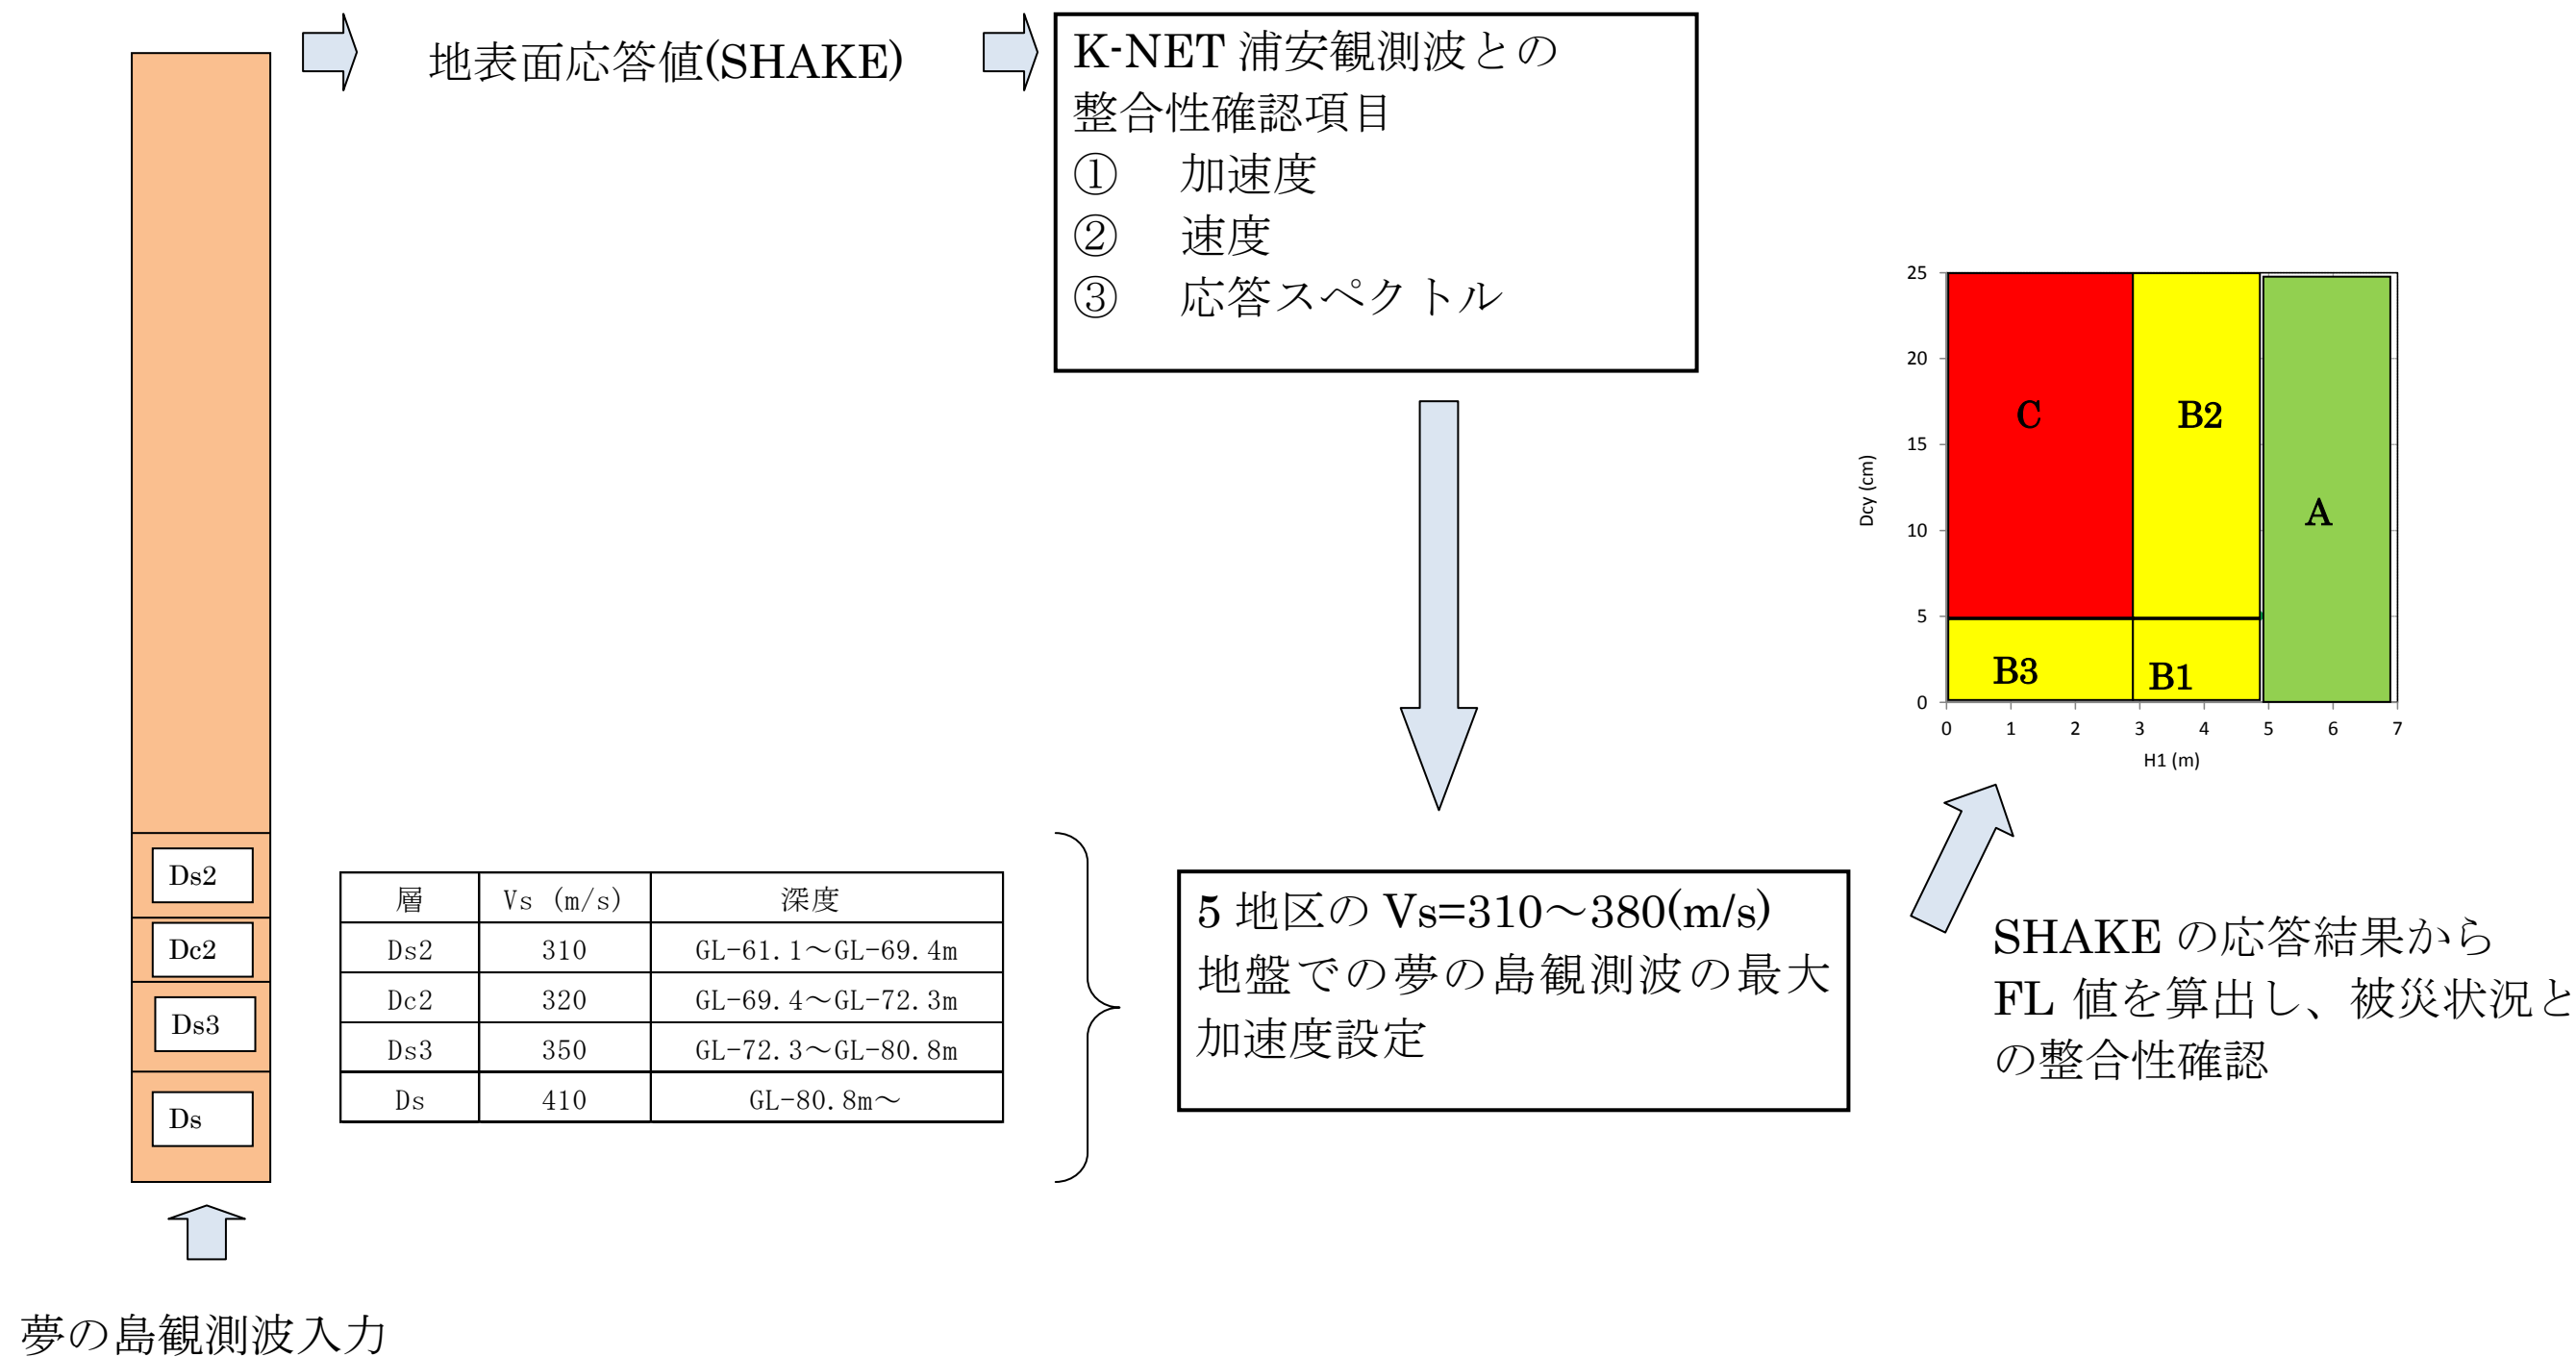 地表面応答値(SHAKE)
K-NET 浦安観測波との
整合性確認項目
① 加速度
② 速度
③ 応答スペクトル
25
20
15
10
5
0
Dcy (cm)
C
B2
A
B3
B1
0 1 2 3 4 5 6 7
H1 (m)
Ds2
Dc2
Ds3
Ds
層 Vs (m/s) 深度
Ds2 310 GL-61.1～GL-69.4m
Dc2 320 GL-69.4～GL-72.3m
Ds3 350 GL-72.3～GL-80.8m
Ds 410 GL-80.8m～
5 地区の Vs=310～380(m/s)
地盤での夢の島観測波の最大
加速度設定
SHAKE の応答結果から
FL 値を算出し、被災状況と
の整合性確認
夢の島観測波入力